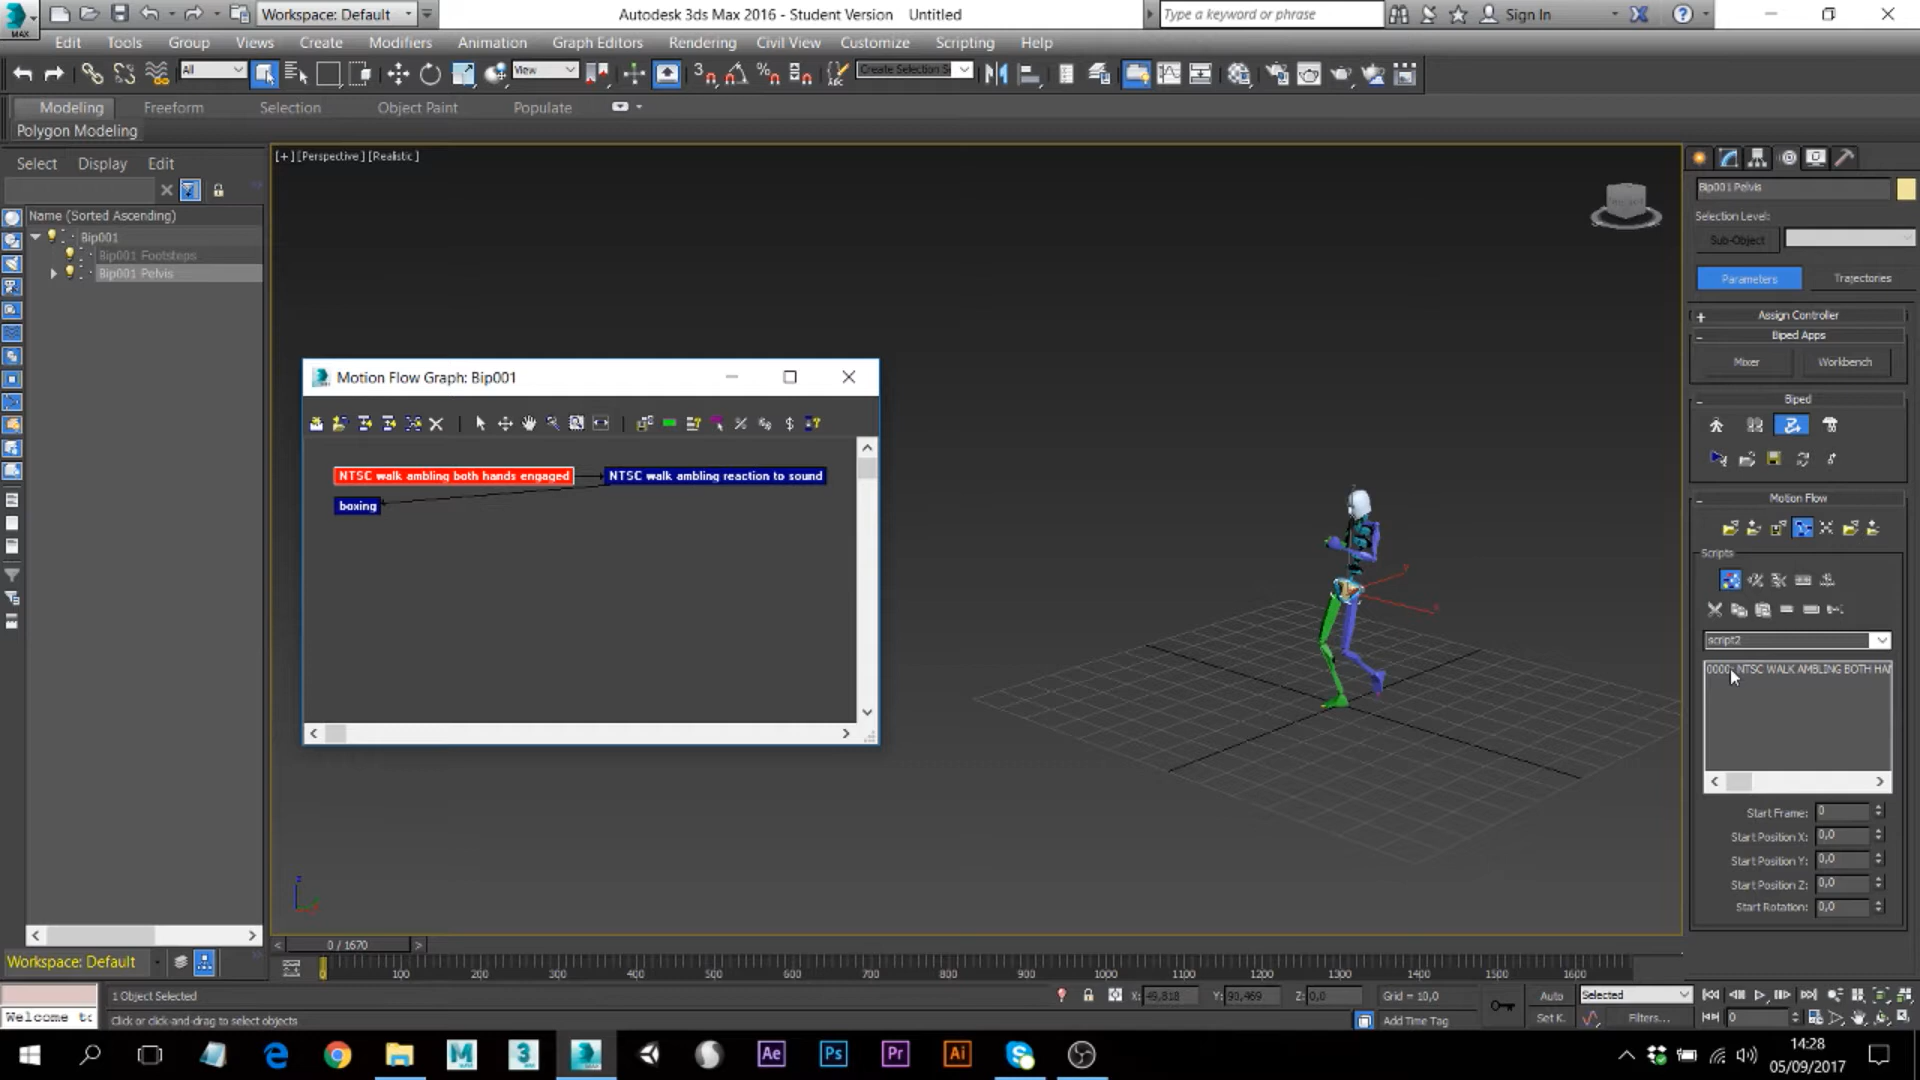 Workspace: Default
Autodesk 3ds Max 2016 - Student Version Untitled
Type a keyword or phrase
Sign In
MAX
Edit Tools Group Views Create Modifiers Animation Graph Editors Rendering Civil View Customize Scripting Help
All
View
Create Selection S
Modeling Freeform Selection Object Paint Populate
Polygon Modeling
Select Display Edit
[+] [Perspective] [Realistic]
Name (Sorted Ascending)
Bip001
Bip001 Footsteps
Bip001 Pelvis
Motion Flow Graph: Bip001
NTSC walk ambling both hands engaged
NTSC walk ambling reaction to sound
boxing
Bip001 Pelvis
Selection Level:
Sub-Object
Parameters Trajectories
+ Assign Controller
- Biped Apps
Mixer Workbench
- Biped
- Motion Flow
Scripts
script2
0000: NTSC WALK AMBLING BOTH HAN
Start Frame: 0
Start Position X: 0,0
Start Position Y: 0,0
Start Position Z: 0,0
Start Rotation: 0,0
0 / 1670
Workspace: Default
0 100 200 300 400 500 600 700 800 900 1000 1100 1200 1300 1400 1500 1600
1 Object Selected
X: 49,818 Y: 90,469 Z: 0,0 Grid = 10,0
Auto Selected
Welcome to
Click or click-and-drag to select objects
Add Time Tag
Set K. Filters... 0
Ae Ps Pr Ai
14:28
05/09/2017